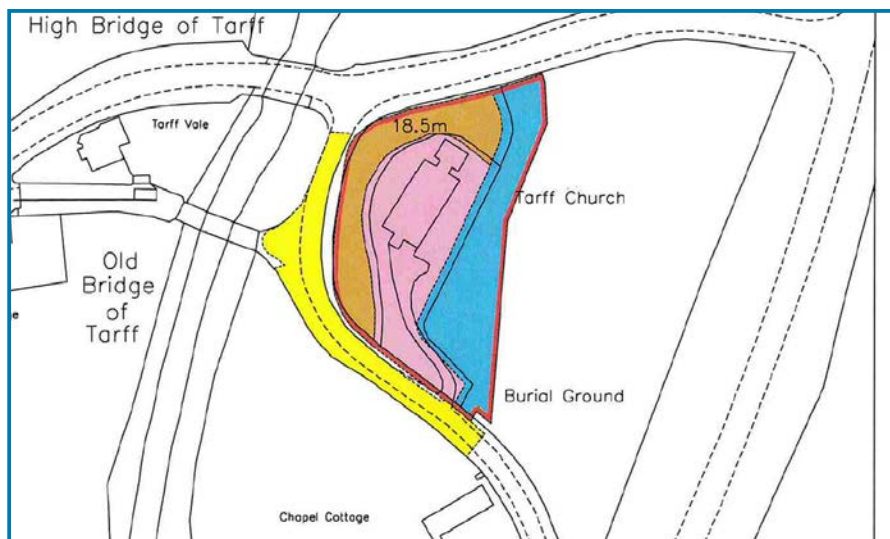 High Bridge of Tarff
Tarff Vale
18.5m
Tarff Church
Old
Bridge
of
Tarff
e
Burial Ground
Chapel Cottage